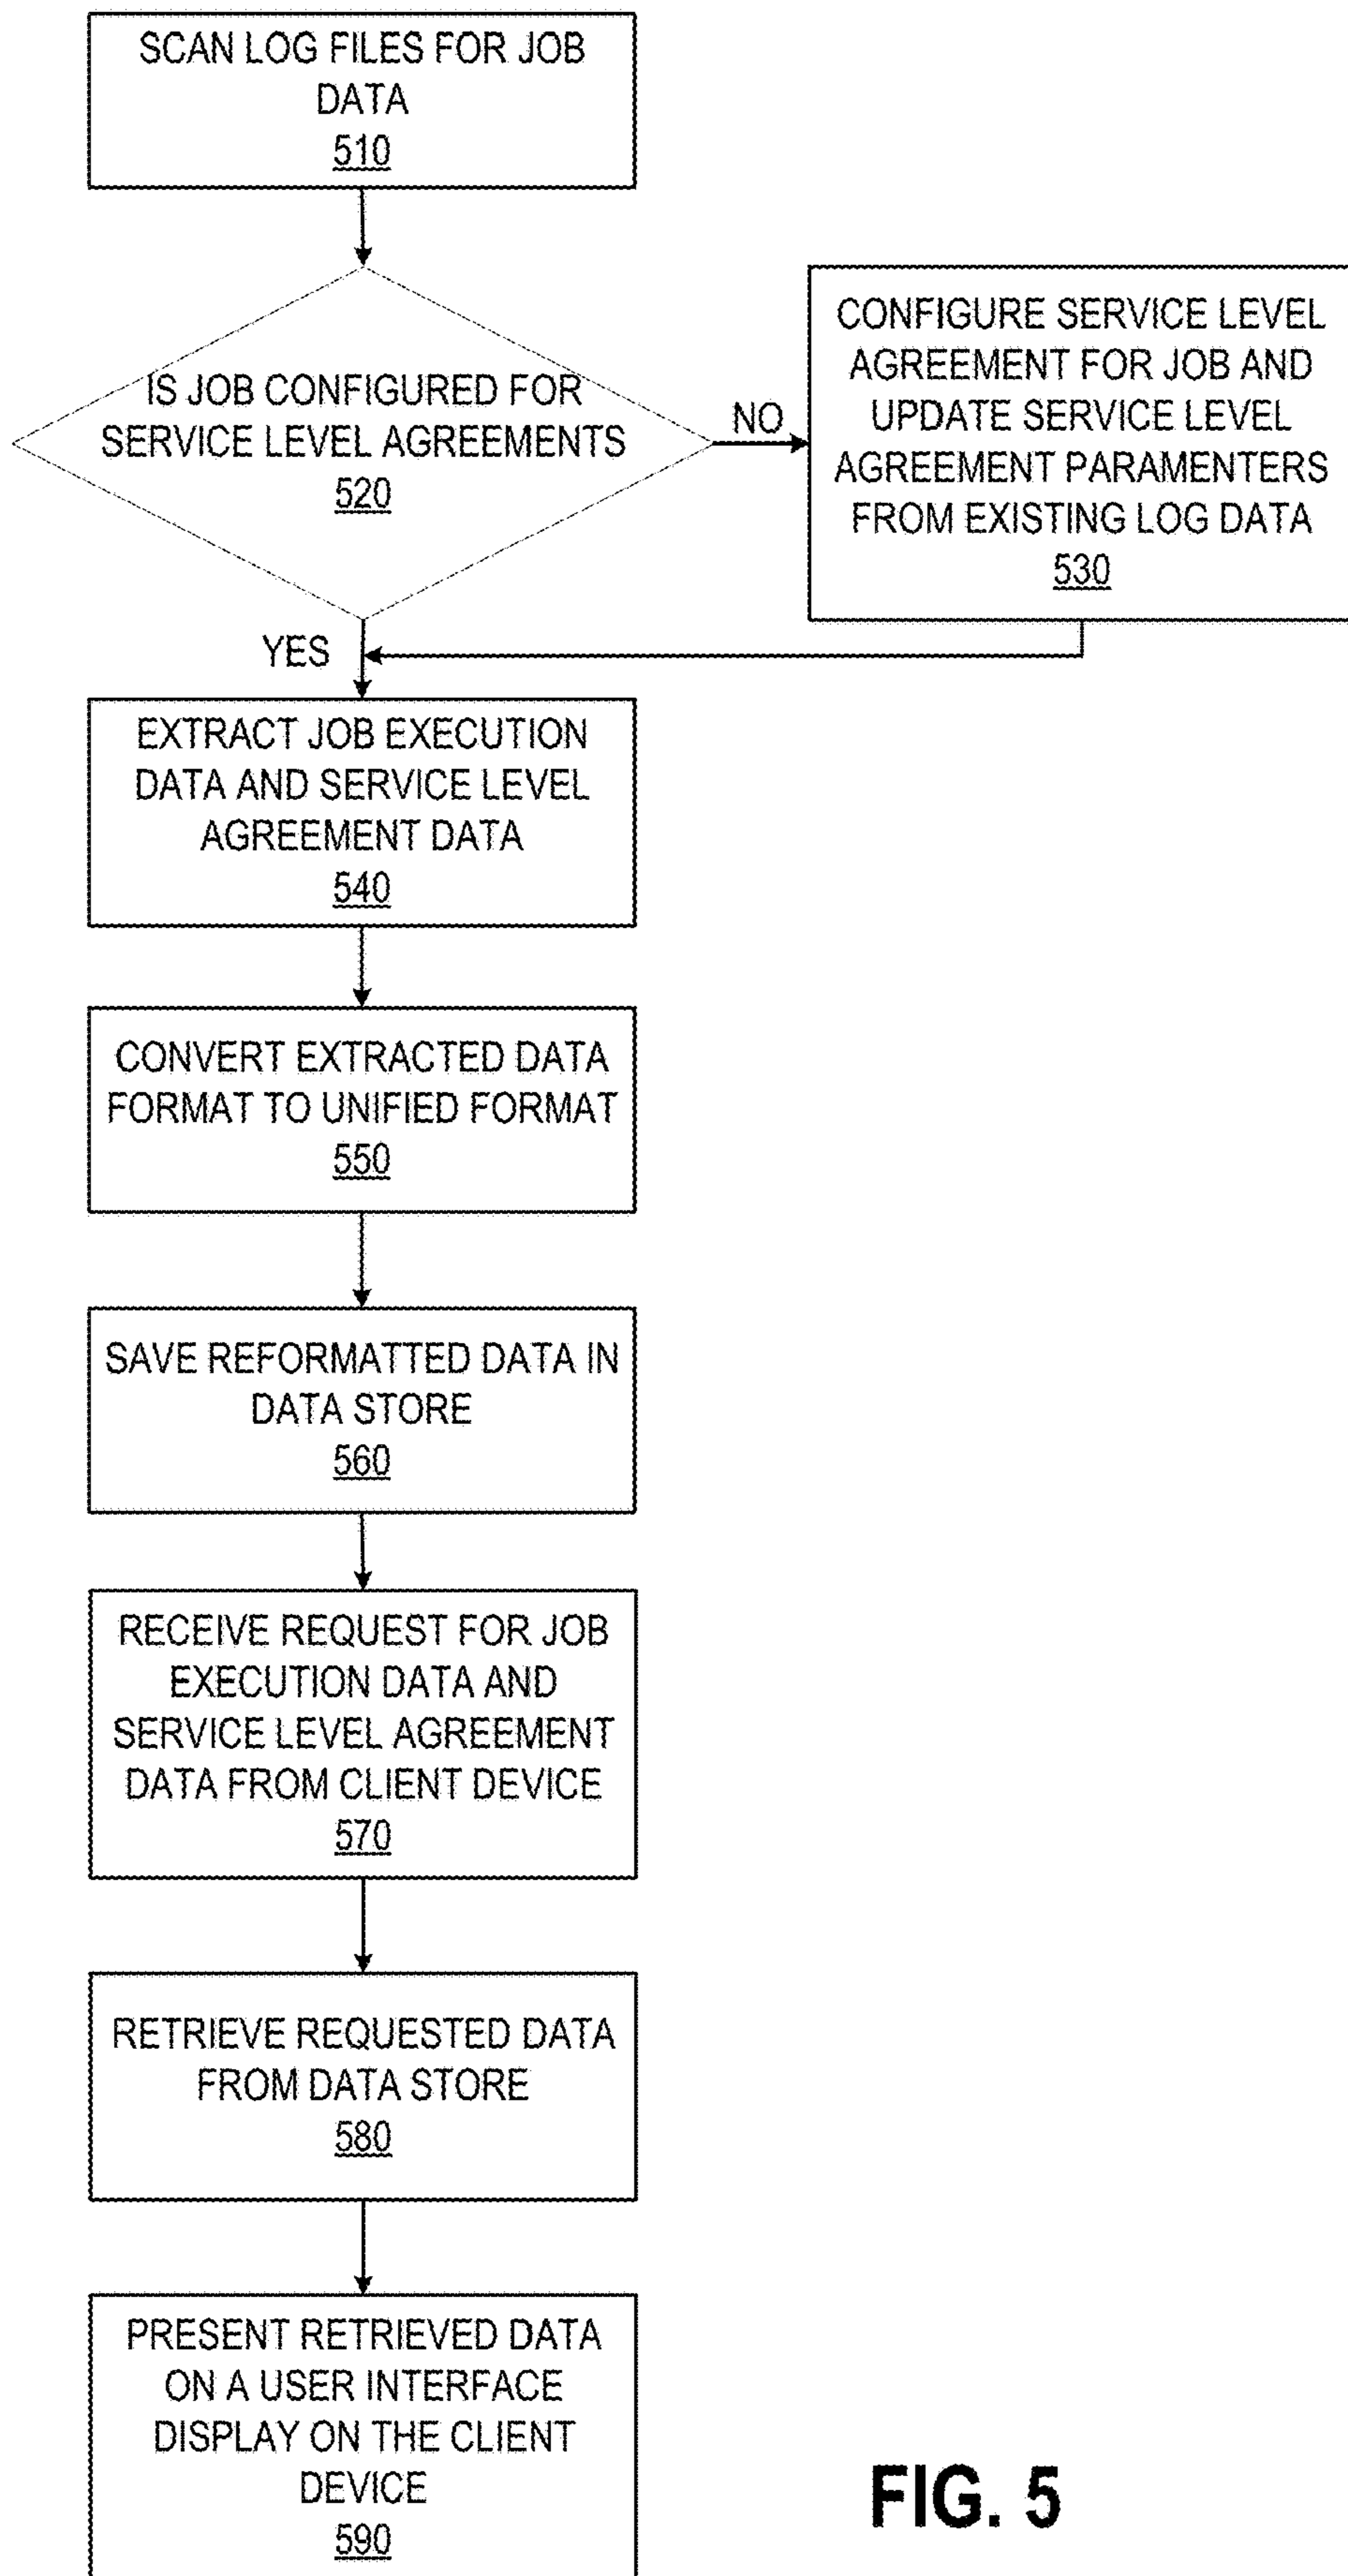 SCAN LOG FILES FOR JOB
DATA
510
IS JOB CONFIGURED FOR
SERVICE LEVEL AGREEMENTS
520
NO
CONFIGURE SERVICE LEVEL
AGREEMENT FOR JOB AND
UPDATE SERVICE LEVEL
AGREEMENT PARAMENTERS
FROM EXISTING LOG DATA
530
YES
EXTRACT JOB EXECUTION
DATA AND SERVICE LEVEL
AGREEMENT DATA
540
CONVERT EXTRACTED DATA
FORMAT TO UNIFIED FORMAT
550
SAVE REFORMATTED DATA IN
DATA STORE
560
RECEIVE REQUEST FOR JOB
EXECUTION DATA AND
SERVICE LEVEL AGREEMENT
DATA FROM CLIENT DEVICE
570
RETRIEVE REQUESTED DATA
FROM DATA STORE
580
PRESENT RETRIEVED DATA
ON A USER INTERFACE
DISPLAY ON THE CLIENT
DEVICE
590
FIG. 5